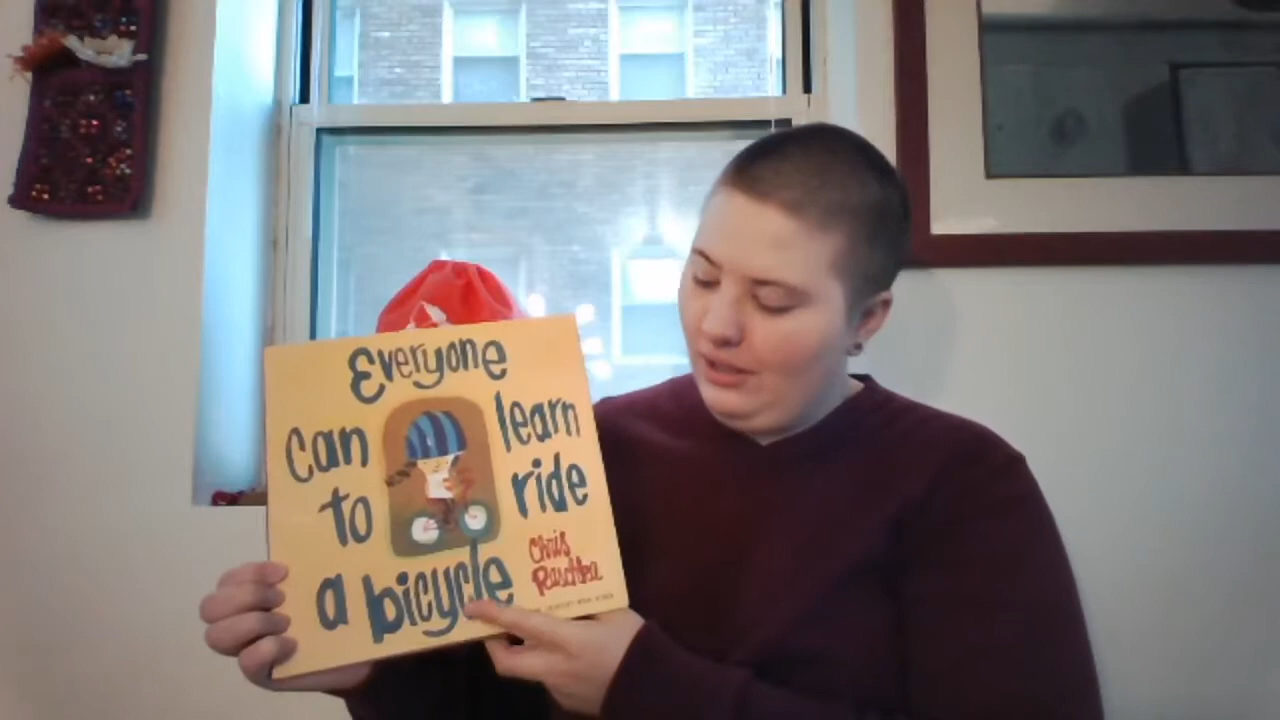 Everyone
Can learn
to ride
a bicycle
Chris
Raschka